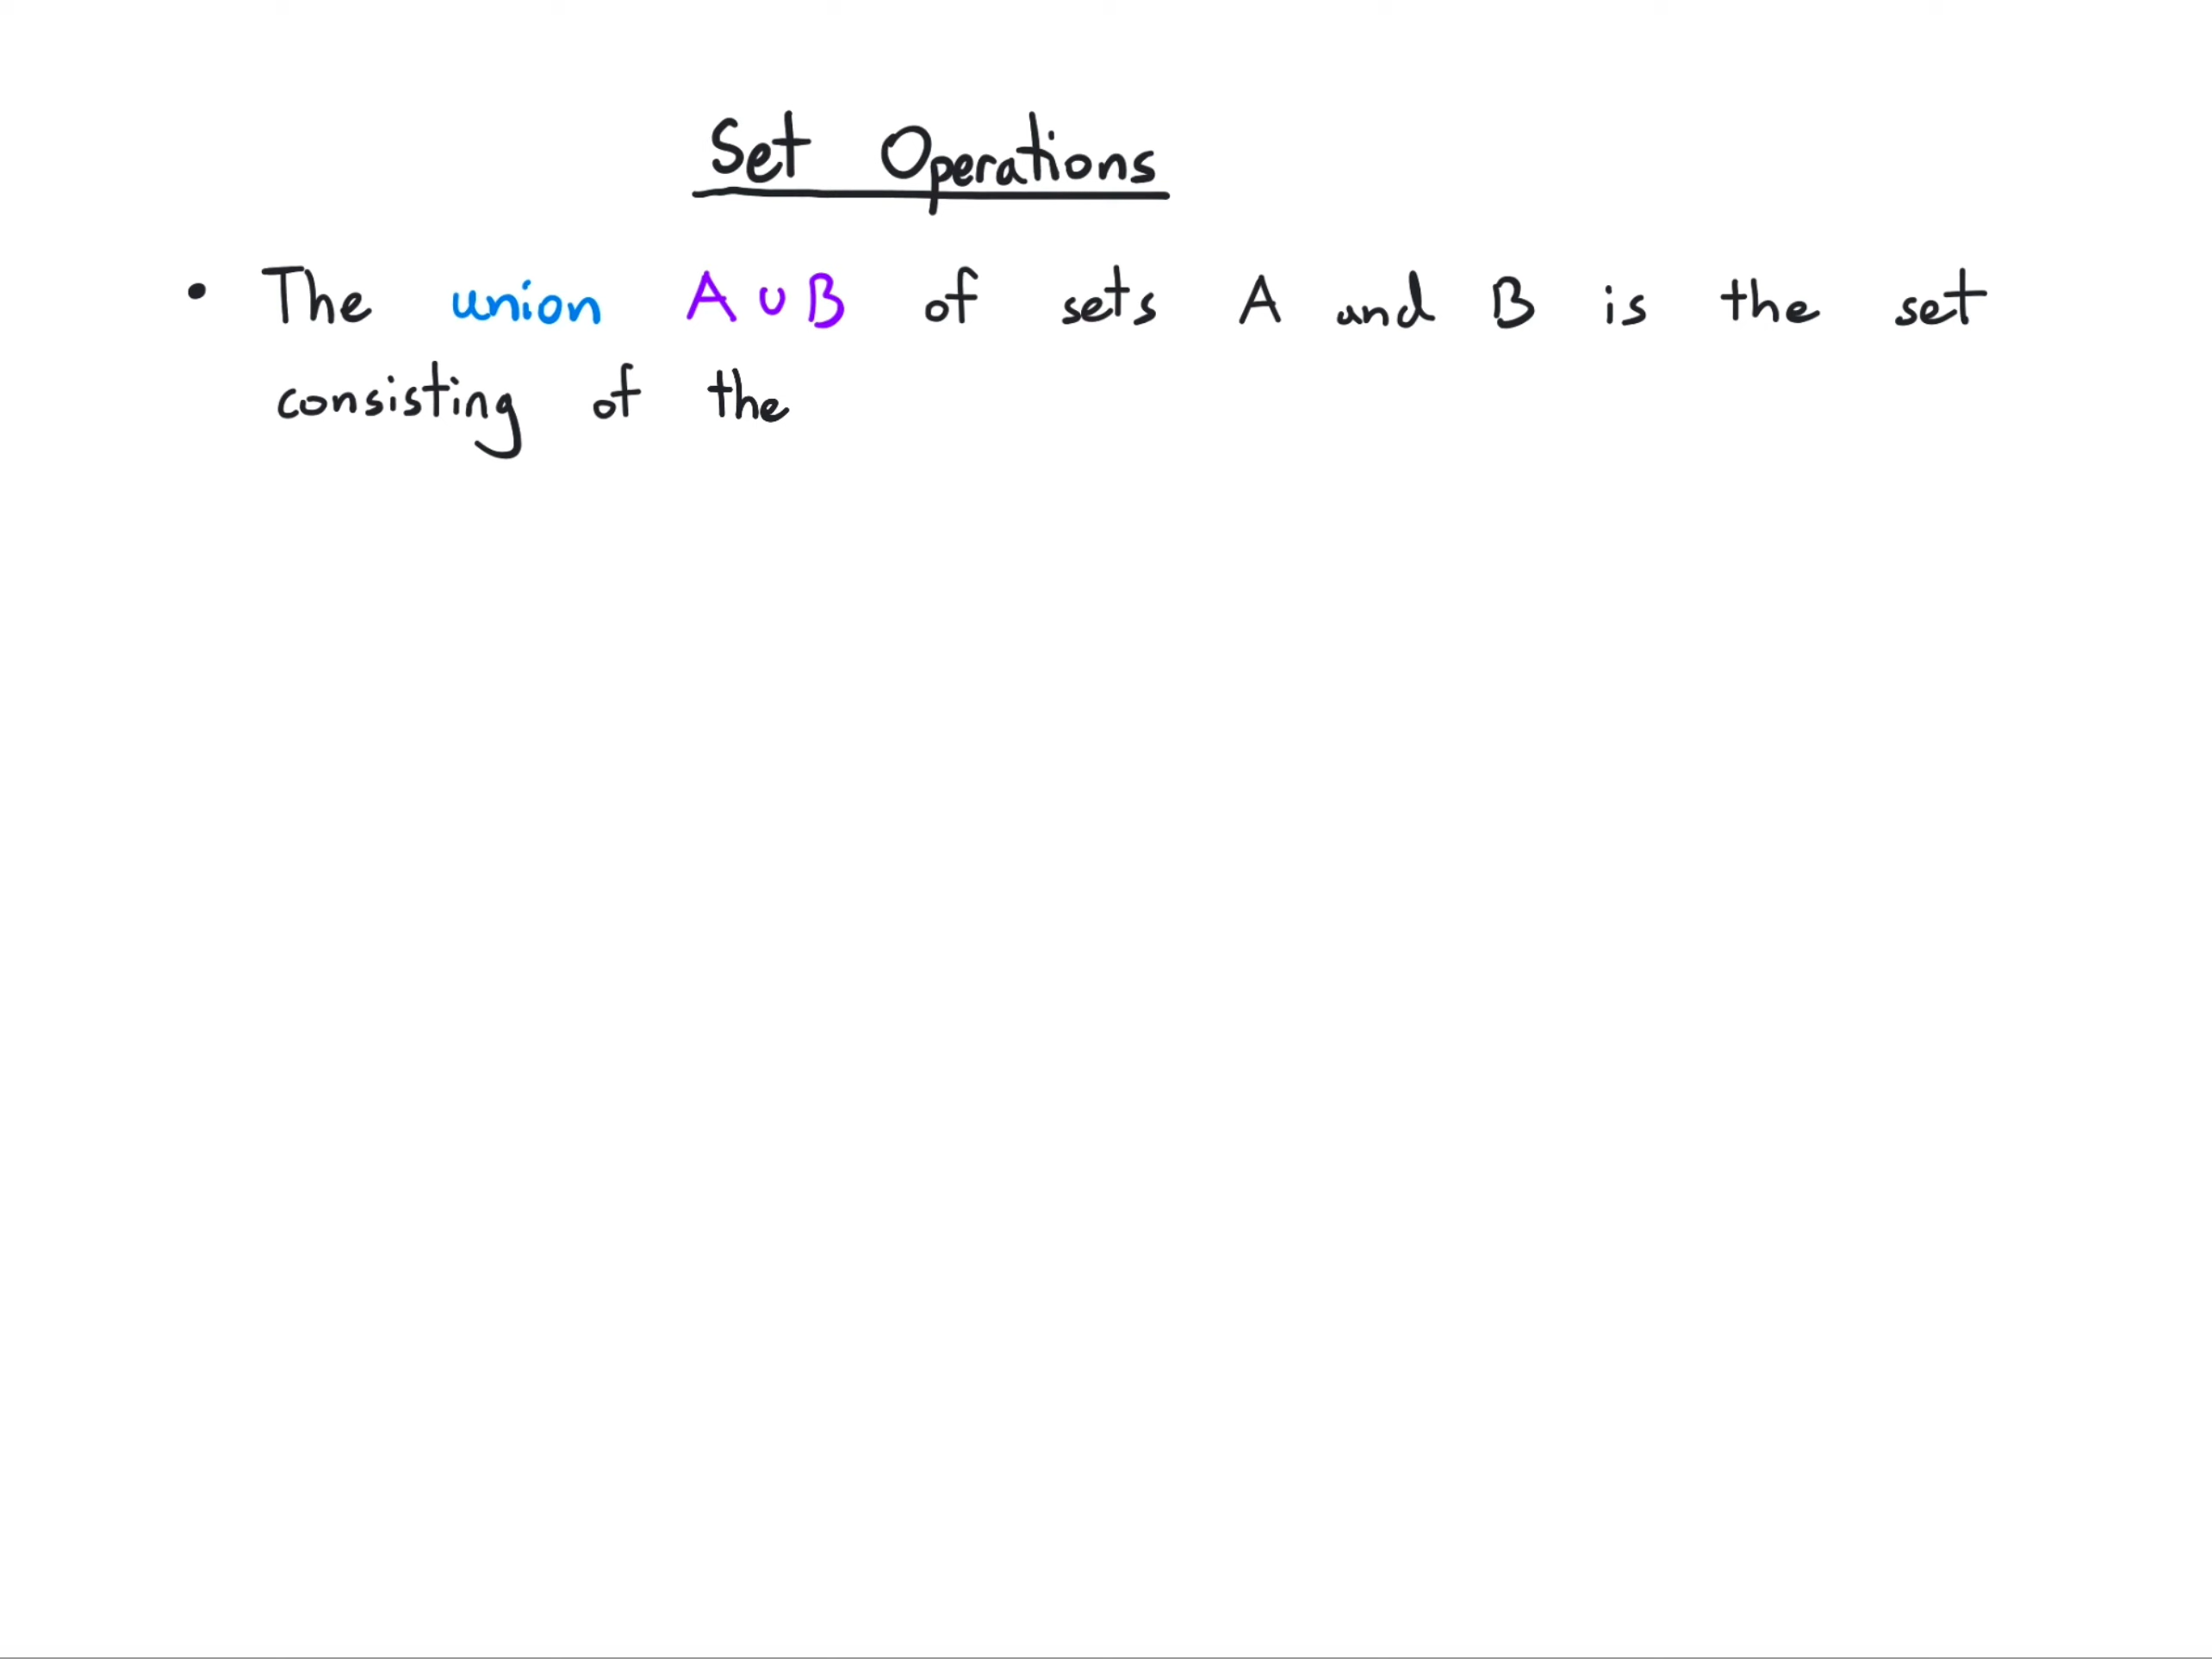 Set Operations
• The union A ∪ B of sets A and B is the set
consisting of the